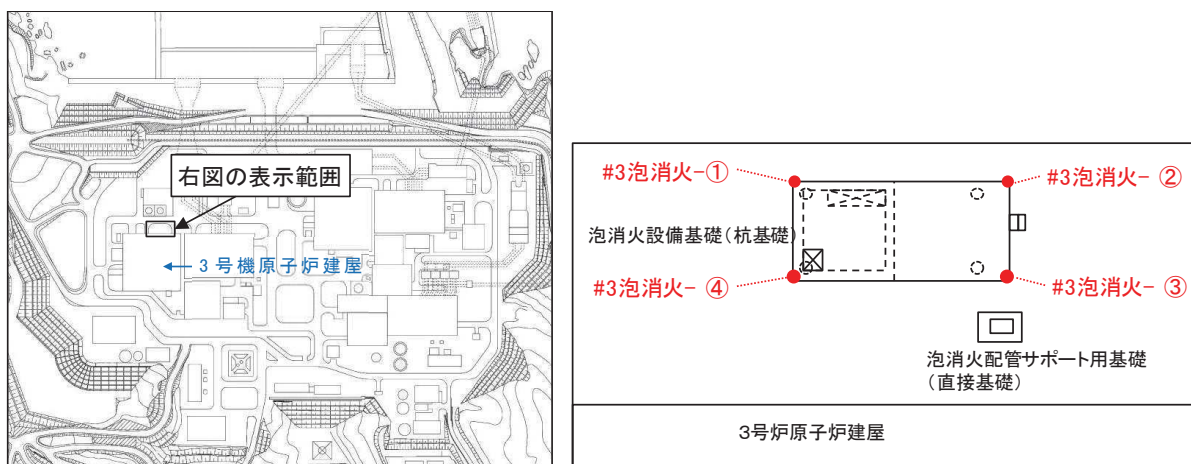 右図の表示範囲
3号機原子炉建屋
#3泡消火-①
#3泡消火- ②
泡消火設備基礎(杭基礎)
#3泡消火- ④
#3泡消火- ③
泡消火配管サポート用基礎
(直接基礎)
3号炉原子炉建屋